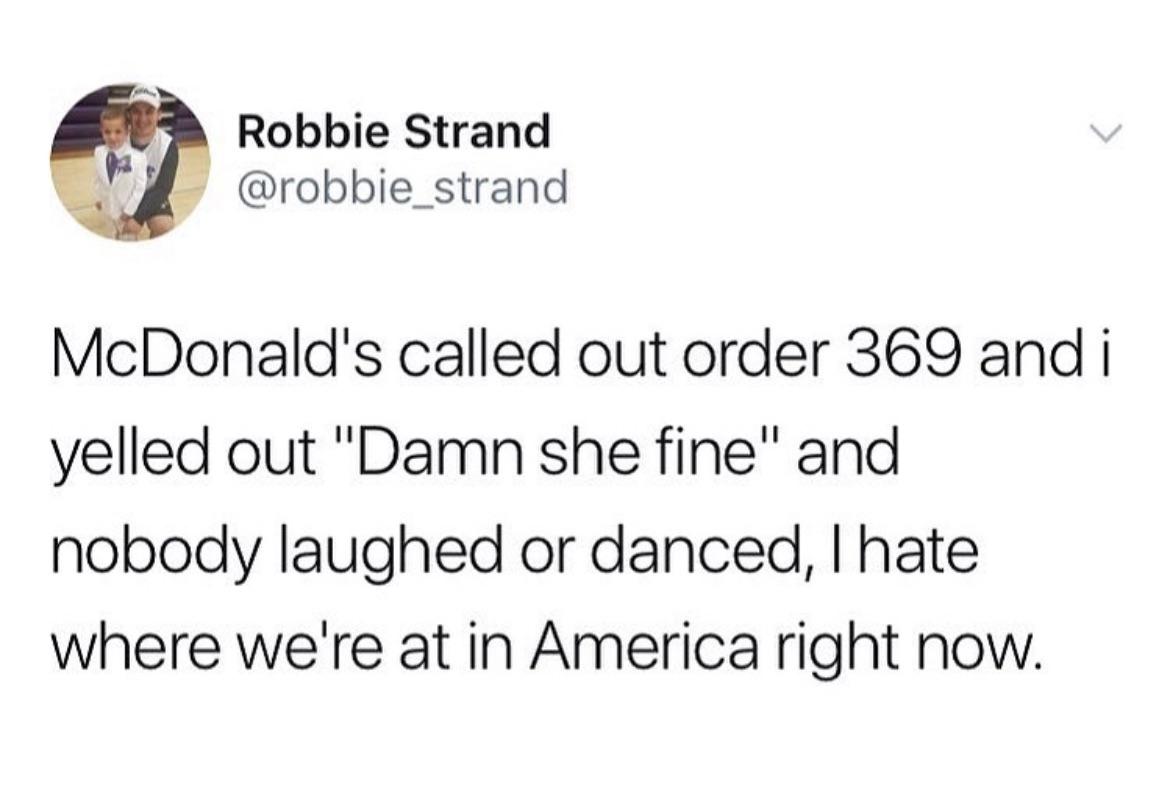 Robbie Strand
@robbie_strand
McDonald's called out order 369 and i
yelled out "Damn she fine" and
nobody laughed or danced, I hate
where we're at in America right now.